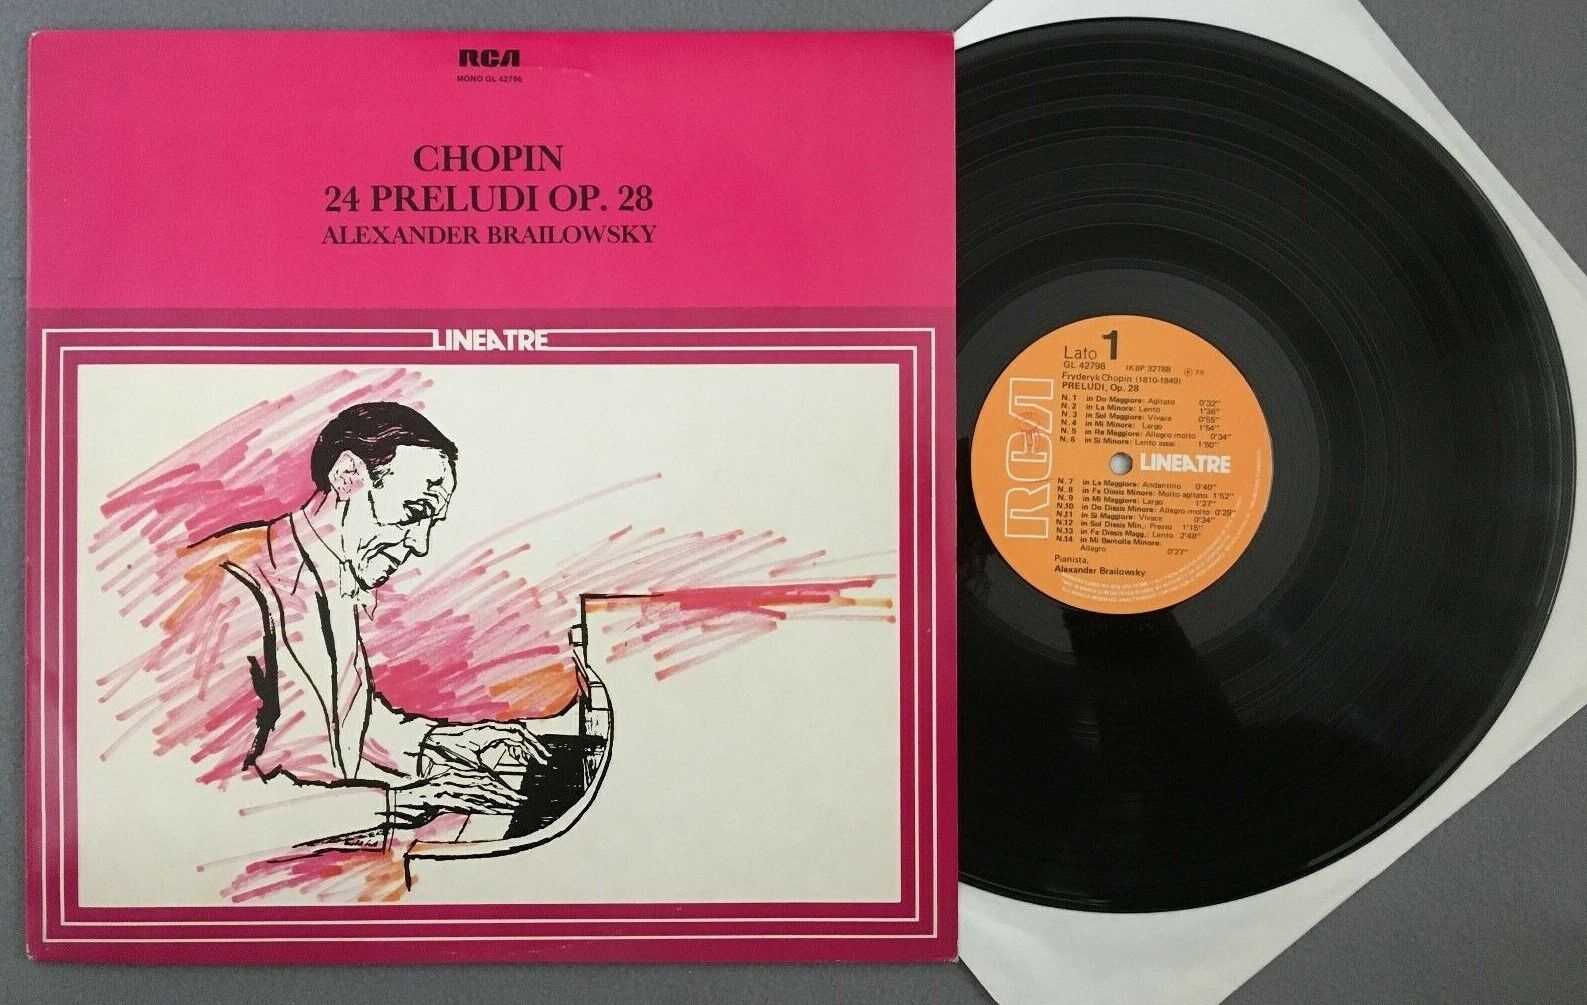 RCA
MONO GL 42796
CHOPIN
24 PRELUDI OP. 28
ALEXANDER BRAILOWSKY
LINEATRE
Lato 1
GL 42796 IKBP 32788 Ⓟ 79
Fryderyk Chopin (1810-1849)
PRELUDI, Op. 28
N. 1 in Do Maggiore: Agitato 0'32"
N. 2 in La Minore: Lento 1'36"
N. 3 in Sol Maggiore: Vivace 0'55"
N. 4 in Mi Minore: Largo 1'54"
N. 5 in Re Maggiore: Allegro molto 0'34"
N. 6 in Si Minore: Lento assai 1'50"
RCA
LINEATRE
N. 7 in La Maggiore: Andantino 0'40"
N. 8 in Fa Diesis Minore: Molto agitato 1'52"
N. 9 in Mi Maggiore: Largo 1'27"
N.10 in Do Diesis Minore: Allegro molto 0'29"
N.11 in Si Maggiore: Vivace 0'34"
N.12 in Sol Diesis Min.: Presto 1'15"
N.13 in Fa Diesis Magg.: Lento 2'48"
N.14 in Mi Bemolle Minore:
Allegro 0'27"
Pianista,
Alexander Brailowsky